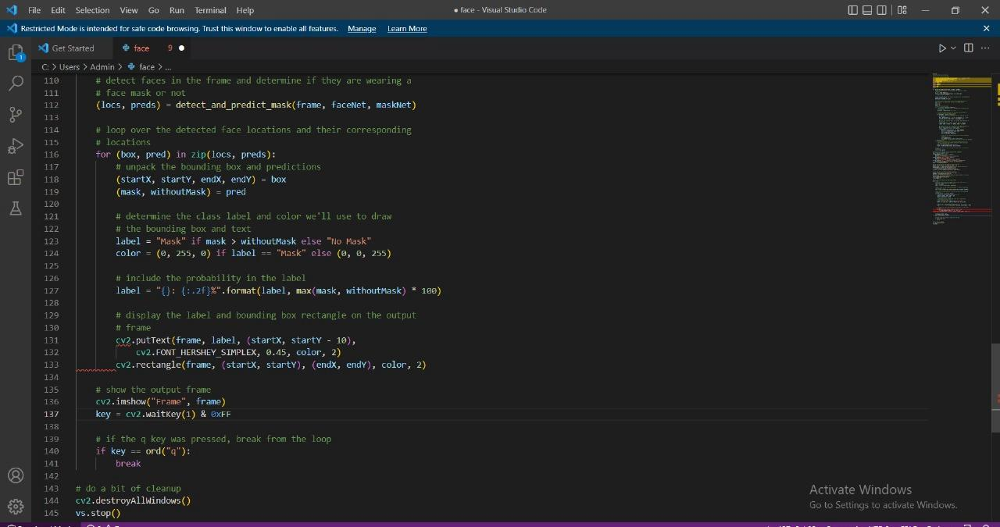 File Edit Selection View Go Run Terminal Help ● face - Visual Studio Code
Restricted Mode is intended for safe code browsing. Trust this window to enable all features. Manage Learn More
Get Started face 9 ●
C: > Users > Admin > face > ...
110 # detect faces in the frame and determine if they are wearing a
111 # face mask or not
112 (locs, preds) = detect_and_predict_mask(frame, faceNet, maskNet)
113
114 # loop over the detected face locations and their corresponding
115 # locations
116 for (box, pred) in zip(locs, preds):
117 # unpack the bounding box and predictions
118 (startX, startY, endX, endY) = box
119 (mask, withoutMask) = pred
120
121 # determine the class label and color we'll use to draw
122 # the bounding box and text
123 label = "Mask" if mask > withoutMask else "No Mask"
124 color = (0, 255, 0) if label == "Mask" else (0, 0, 255)
125
126 # include the probability in the label
127 label = "{}: {:.2f}%".format(label, max(mask, withoutMask) * 100)
128
129 # display the label and bounding box rectangle on the output
130 # frame
131 cv2.putText(frame, label, (startX, startY - 10),
132 cv2.FONT_HERSHEY_SIMPLEX, 0.45, color, 2)
133 cv2.rectangle(frame, (startX, startY), (endX, endY), color, 2)
134
135 # show the output frame
136 cv2.imshow("Frame", frame)
137 key = cv2.waitKey(1) & 0xFF
138
139 # if the q key was pressed, break from the loop
140 if key == ord("q"):
141 break
142
143 # do a bit of cleanup
144 cv2.destroyAllWindows()
145 vs.stop()
Activate Windows
Go to Settings to activate Windows.